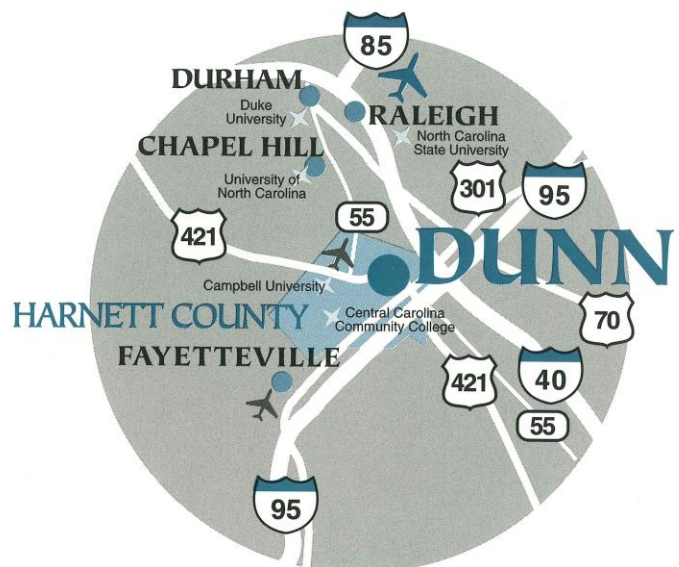 85
DURHAM
Duke
University
RALEIGH
North Carolina
State University
CHAPEL HILL
University of
North Carolina
301
95
55
421
DUNN
Campbell University
HARNETT COUNTY
Central Carolina
Community College
70
FAYETTEVILLE
421
40
55
95